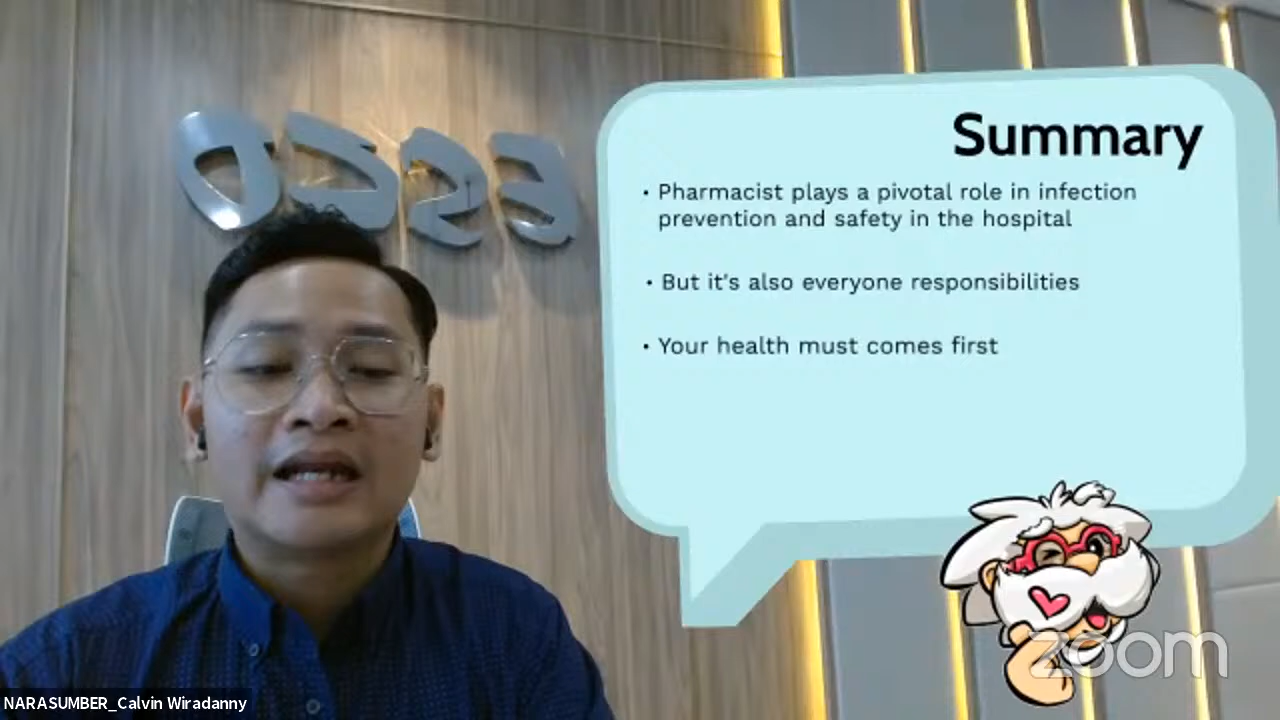 Summary
• Pharmacist plays a pivotal role in infection
prevention and safety in the hospital
• But it's also everyone responsibilities
• Your health must comes first
zoom
NARASUMBER_Calvin Wiradanny